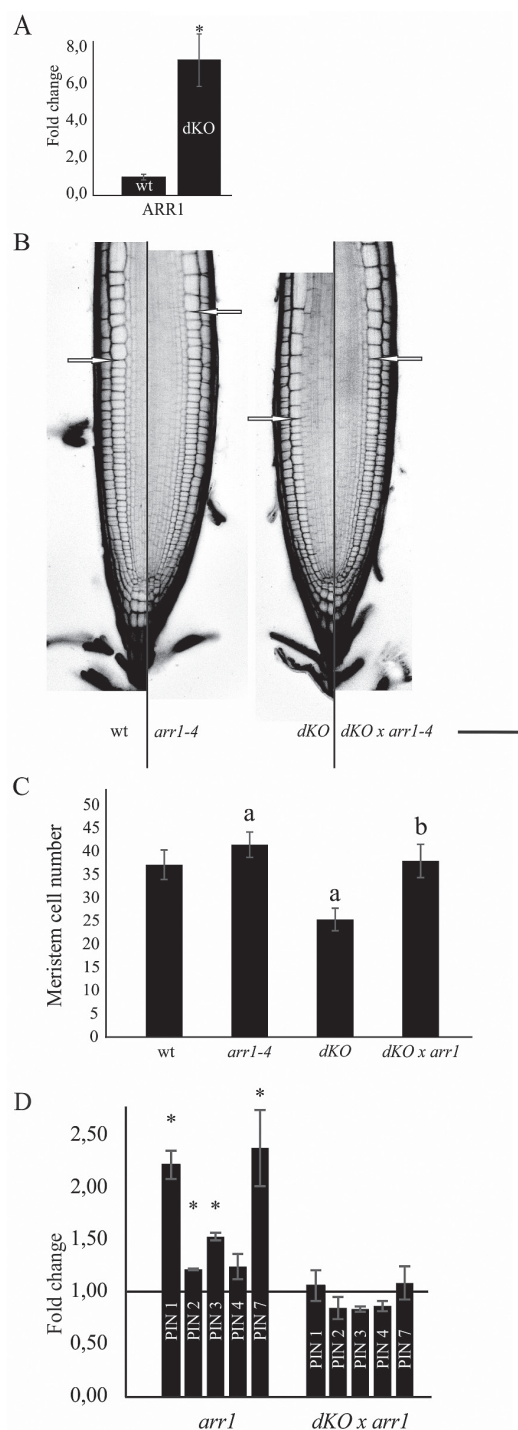 A
*
8,0
6,0
4,0
2,0
0,0
Fold change
wt
dKO
ARR1
B
wt arr1-4 dKO dKO x arr1-4
C
Meristem cell number
50
45
40
35
30
25
20
15
10
5
0
a
a
b
wt arr1-4 dKO dKO x arr1
D
Fold change
2,50
2,00
1,50
1,00
0,50
0,00
* * * *
PIN 1 PIN 2 PIN 3 PIN 4 PIN 7 PIN 1 PIN 2 PIN 3 PIN 4 PIN 7
arr1 dKO x arr1